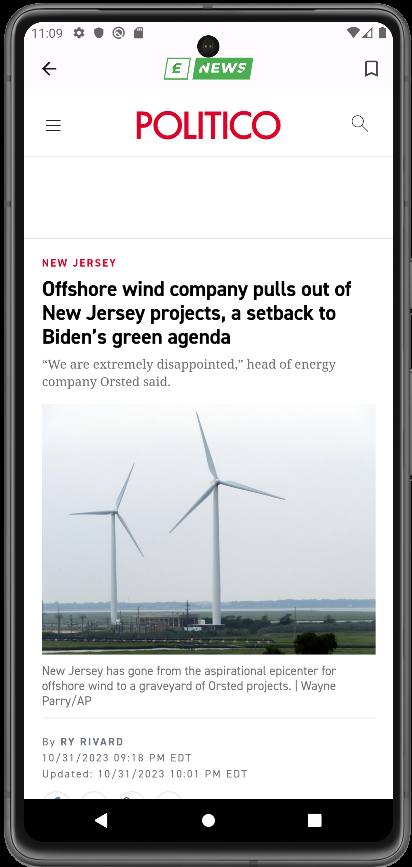 11:09
£ NEWS
POLITICO
NEW JERSEY
Offshore wind company pulls out of
New Jersey projects, a setback to
Biden’s green agenda
“We are extremely disappointed,” head of energy
company Orsted said.
New Jersey has gone from the aspirational epicenter for
offshore wind to a graveyard of Orsted projects. | Wayne
Parry/AP
By RY RIVARD
10/31/2023 09:18 PM EDT
Updated: 10/31/2023 10:01 PM EDT